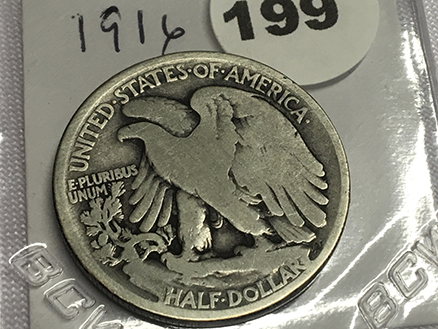 1916
199
UNITED·STATES·OF·AMERICA·
E·PLURIBUS
UNUM
HALF·DOLLAR
BCW
BCW